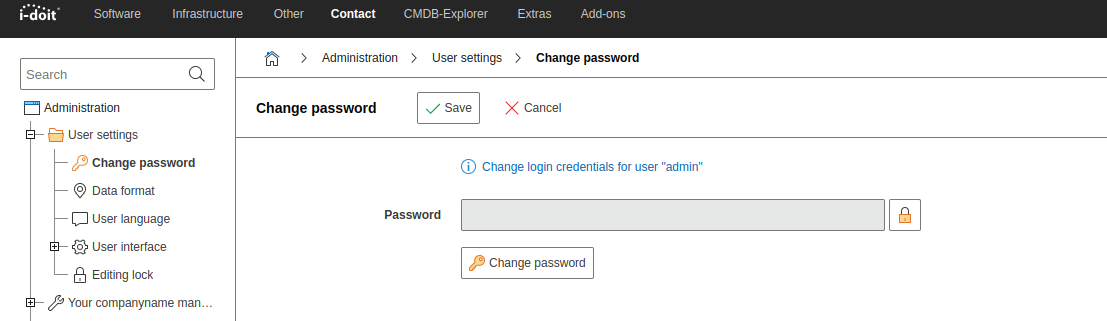 i-doit Software Infrastructure Other Contact CMDB-Explorer Extras Add-ons
Administration User settings Change password
Search
Administration
User settings
Change password
Data format
User language
User interface
Editing lock
Your companyname man...
Change password Save Cancel
Change login credentials for user "admin"
Password
Change password